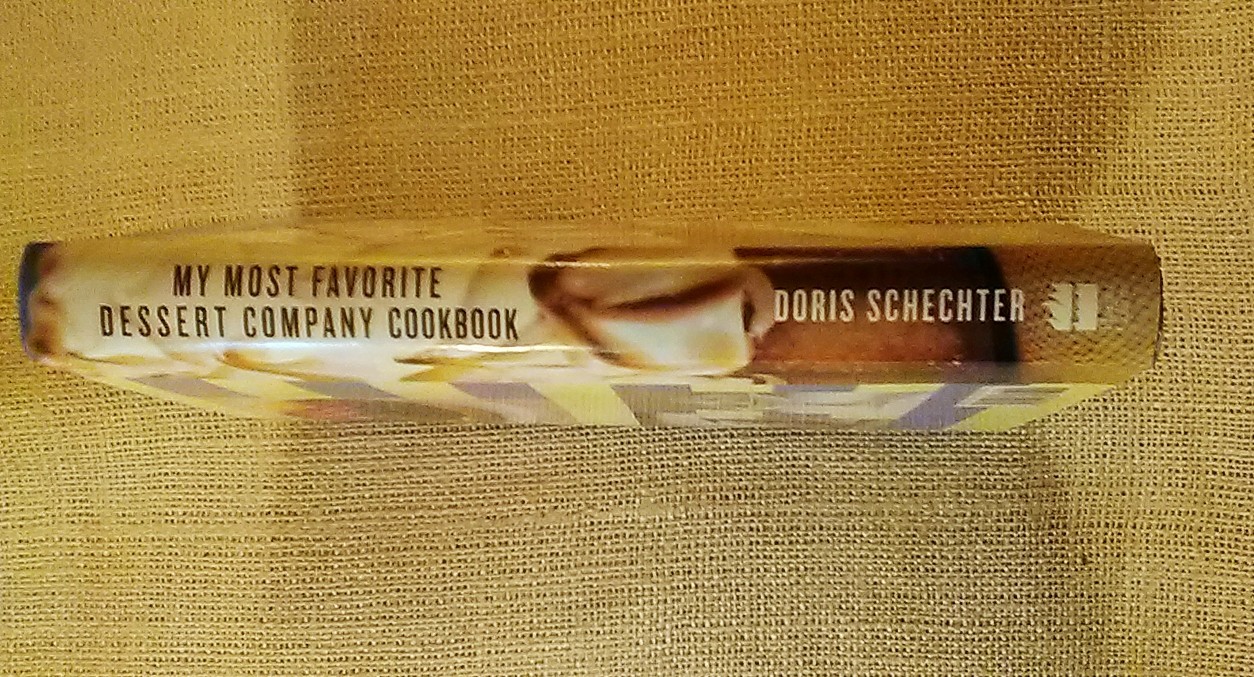 MY MOST FAVORITE
DESSERT COMPANY COOKBOOK
DORIS SCHECHTER